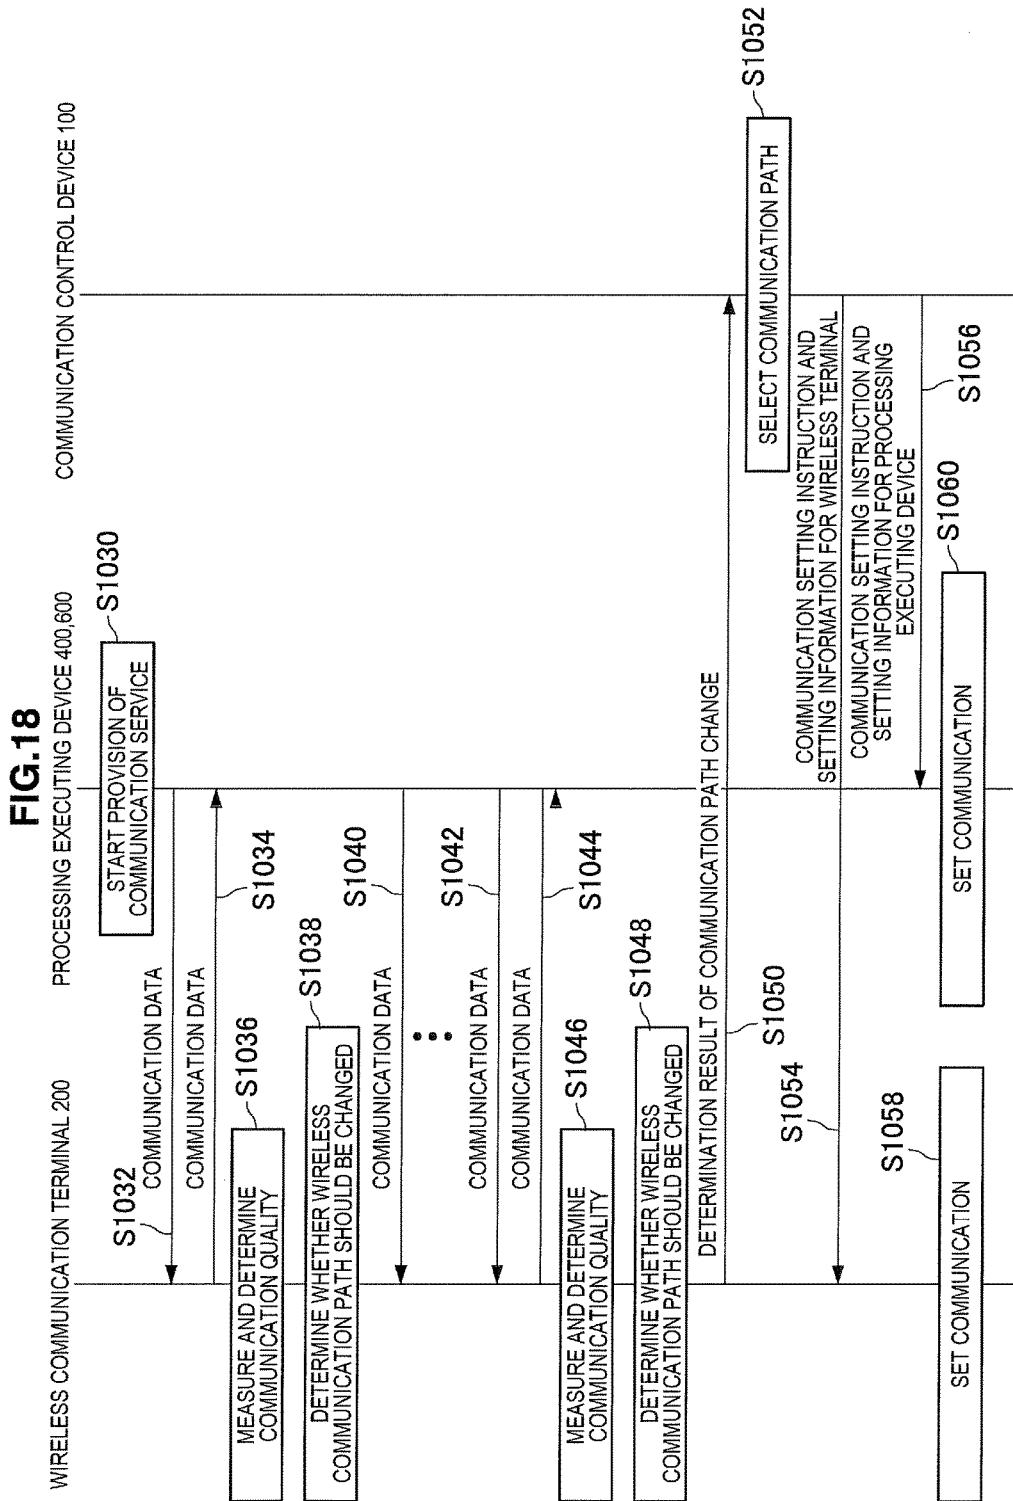 FIG.18
WIRELESS COMMUNICATION TERMINAL 200
PROCESSING EXECUTING DEVICE 400,600
COMMUNICATION CONTROL DEVICE 100
START PROVISION OF
COMMUNICATION SERVICE
S1030
S1032
COMMUNICATION DATA
COMMUNICATION DATA
S1034
MEASURE AND DETERMINE
COMMUNICATION QUALITY
S1036
DETERMINE WHETHER WIRELESS
COMMUNICATION PATH SHOULD BE CHANGED
S1038
COMMUNICATION DATA
S1040
COMMUNICATION DATA
S1042
COMMUNICATION DATA
S1044
MEASURE AND DETERMINE
COMMUNICATION QUALITY
S1046
DETERMINE WHETHER WIRELESS
COMMUNICATION PATH SHOULD BE CHANGED
S1048
DETERMINATION RESULT OF COMMUNICATION PATH CHANGE
S1050
SELECT COMMUNICATION PATH
S1052
COMMUNICATION SETTING INSTRUCTION AND
SETTING INFORMATION FOR WIRELESS TERMINAL
S1054
COMMUNICATION SETTING INSTRUCTION AND
SETTING INFORMATION FOR PROCESSING
EXECUTING DEVICE
S1056
SET COMMUNICATION
S1058
SET COMMUNICATION
S1060